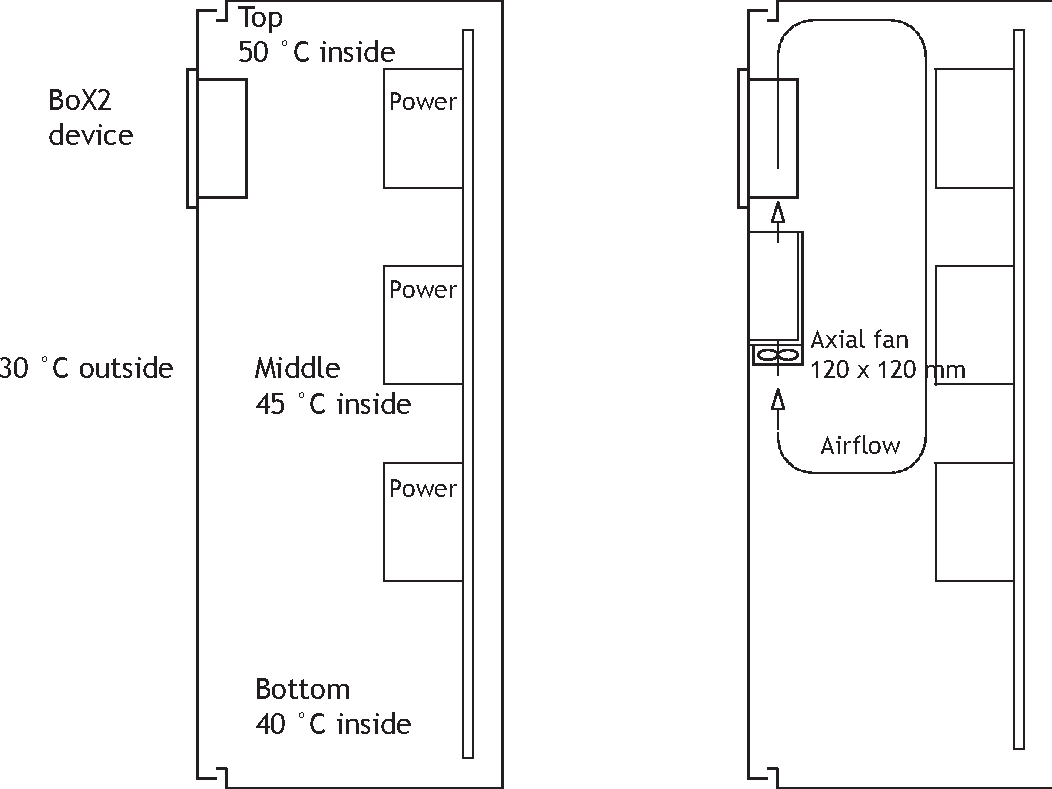 Top
50 °C inside
BoX2
device
Power
Power
30 °C outside
Middle
45 °C inside
Power
Bottom
40 °C inside
Axial fan
120 x 120 mm
Airflow